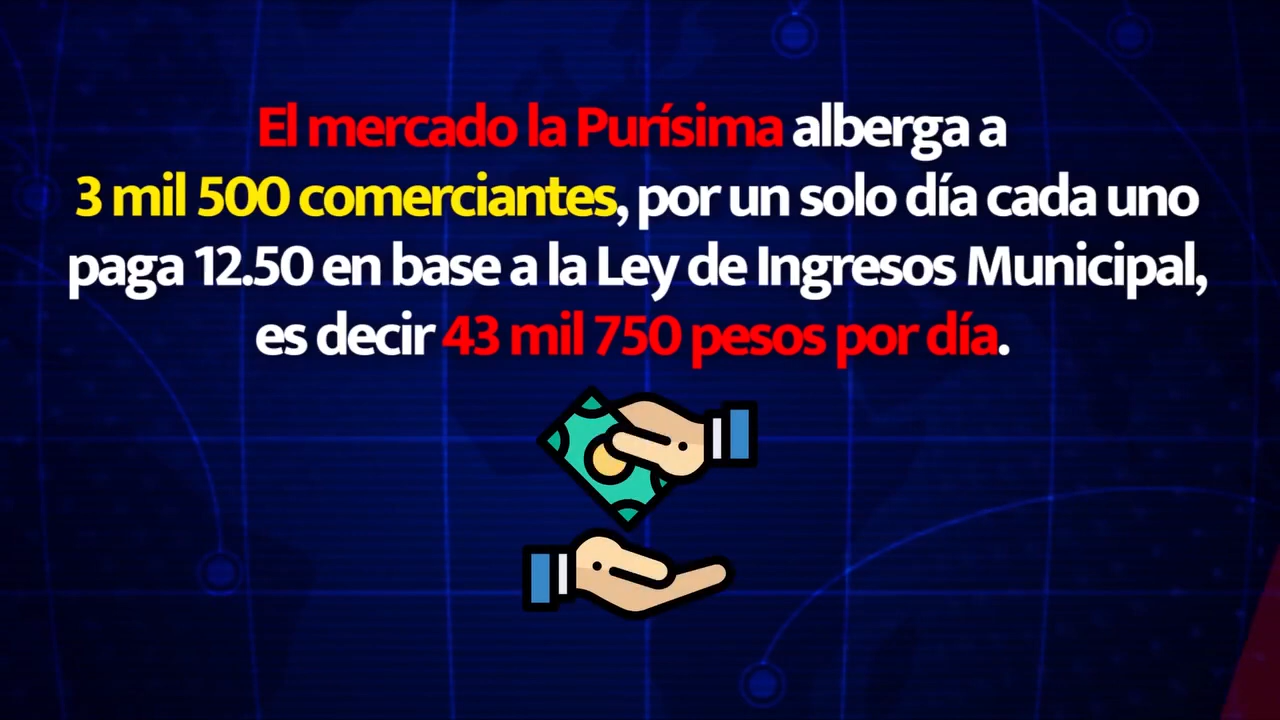 El mercado la Purísima alberga a
3 mil 500 comerciantes, por un solo día cada uno
paga 12.50 en base a la Ley de Ingresos Municipal,
es decir 43 mil 750 pesos por día.